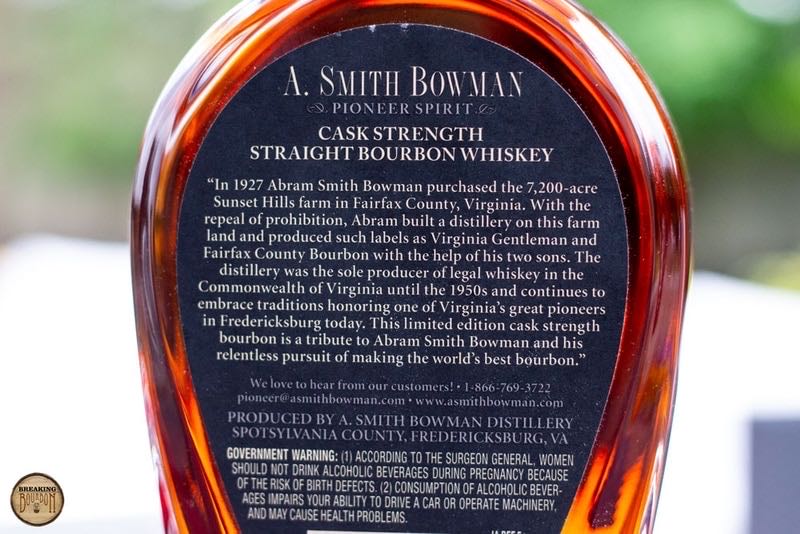 A. SMITH BOWMAN
PIONEER SPIRIT
CASK STRENGTH
STRAIGHT BOURBON WHISKEY
“In 1927 Abram Smith Bowman purchased the 7,200-acre
Sunset Hills farm in Fairfax County, Virginia. With the
repeal of prohibition, Abram built a distillery on this farm
land and produced such labels as Virginia Gentleman and
Fairfax County Bourbon with the help of his two sons. The
distillery was the sole producer of legal whiskey in the
Commonwealth of Virginia until the 1950s and continues to
embrace traditions honoring one of Virginia’s great pioneers
in Fredericksburg today. This limited edition cask strength
bourbon is a tribute to Abram Smith Bowman and his
relentless pursuit of making the world’s best bourbon.”
We love to hear from our customers! • 1-866-769-3722
pioneer@asmithbowman.com • www.asmithbowman.com
PRODUCED BY A. SMITH BOWMAN DISTILLERY
SPOTSYLVANIA COUNTY, FREDERICKSBURG, VA
GOVERNMENT WARNING: (1) ACCORDING TO THE SURGEON GENERAL, WOMEN
SHOULD NOT DRINK ALCOHOLIC BEVERAGES DURING PREGNANCY BECAUSE
OF THE RISK OF BIRTH DEFECTS. (2) CONSUMPTION OF ALCOHOLIC BEVER-
AGES IMPAIRS YOUR ABILITY TO DRIVE A CAR OR OPERATE MACHINERY,
AND MAY CAUSE HEALTH PROBLEMS.
BREAKING
BOURBON